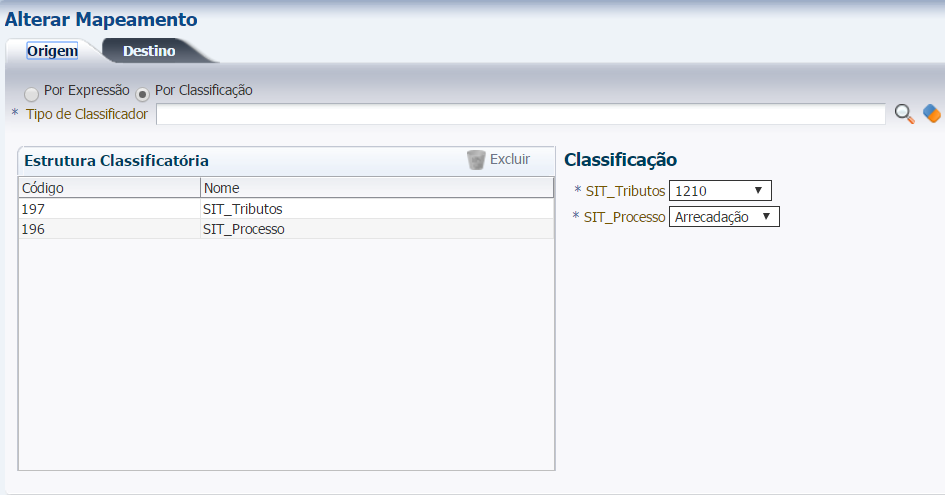 Alterar Mapeamento
Origem Destino
Por Expressão Por Classificação
* Tipo de Classificador
Estrutura Classificatória Excluir
Código Nome
197 SIT_Tributos
196 SIT_Processo
Classificação
* SIT_Tributos 1210
* SIT_Processo Arrecadação